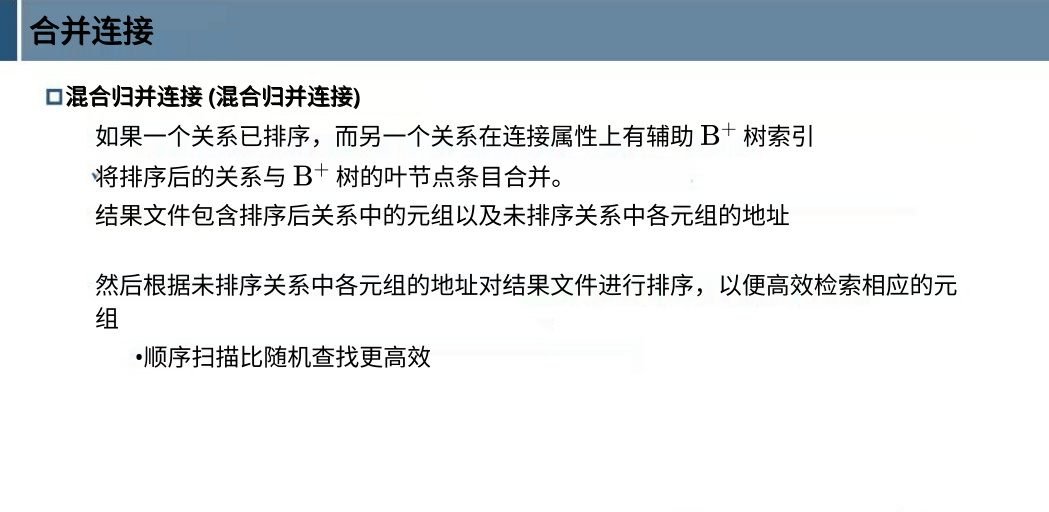 合并连接
混合归并连接 (混合归并连接)
如果一个关系已排序，而另一个关系在连接属性上有辅助 B⁺ 树索引
将排序后的关系与 B⁺ 树的叶节点条目合并。
结果文件包含排序后关系中的元组以及未排序关系中各元组的地址
然后根据未排序关系中各元组的地址对结果文件进行排序，以便高效检索相应的元
组
•顺序扫描比随机查找更高效